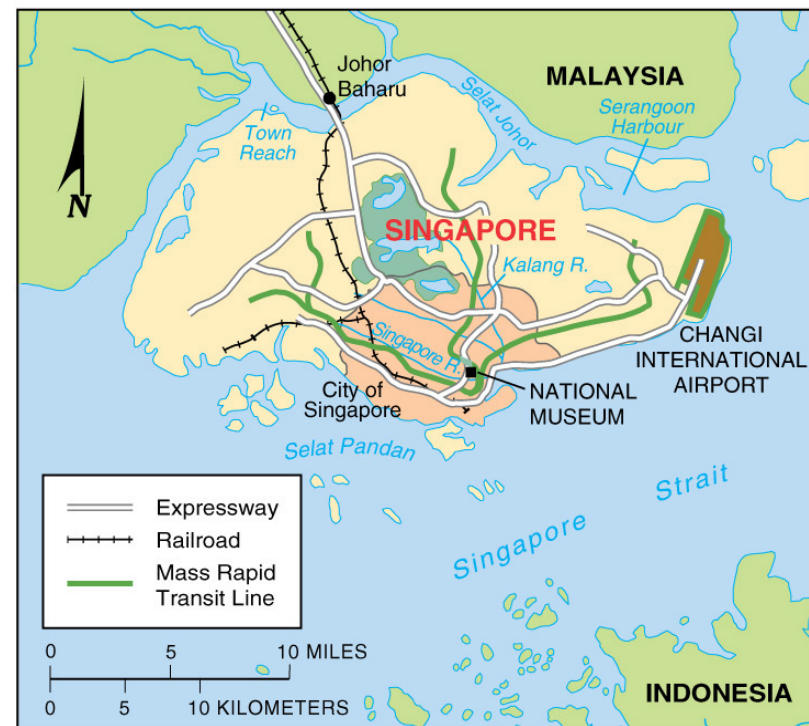 Johor
Baharu
MALAYSIA
Selat Johor
Serangoon
Harbour
Town
Reach
N
SINGAPORE
Kalang R.
Singapore R.
CHANGI
INTERNATIONAL
AIRPORT
City of
Singapore
NATIONAL
MUSEUM
Selat Pandan
Singapore Strait
Expressway
Railroad
Mass Rapid
Transit Line
0 5 10 MILES
0 5 10 KILOMETERS
INDONESIA